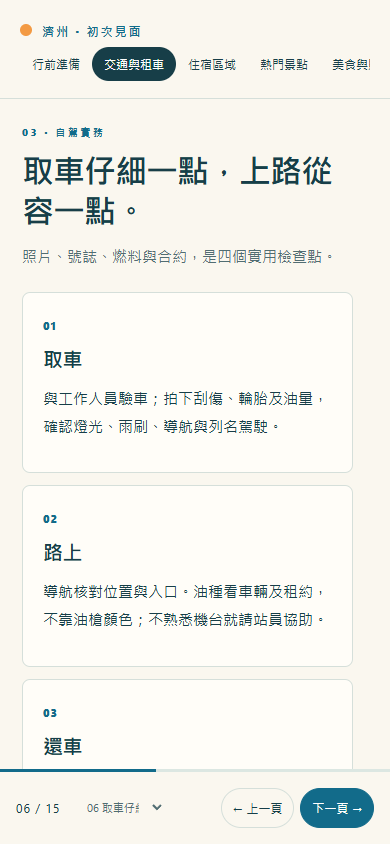 濟州・初次見面
行前準備 交通與租車 住宿區域 熱門景點 美食與
03・自駕實務
取車仔細一點，上路從
容一點。
照片、號誌、燃料與合約，是四個實用檢查點。
01
取車
與工作人員驗車；拍下刮傷、輪胎及油量，
確認燈光、雨刷、導航與列名駕駛。
02
路上
導航核對位置與入口。油種看車輛及租約，
不靠油槍顏色；不熟悉機台就請站員協助。
03
還車
06 / 15 06 取車仔 ← 上一頁 下一頁 →